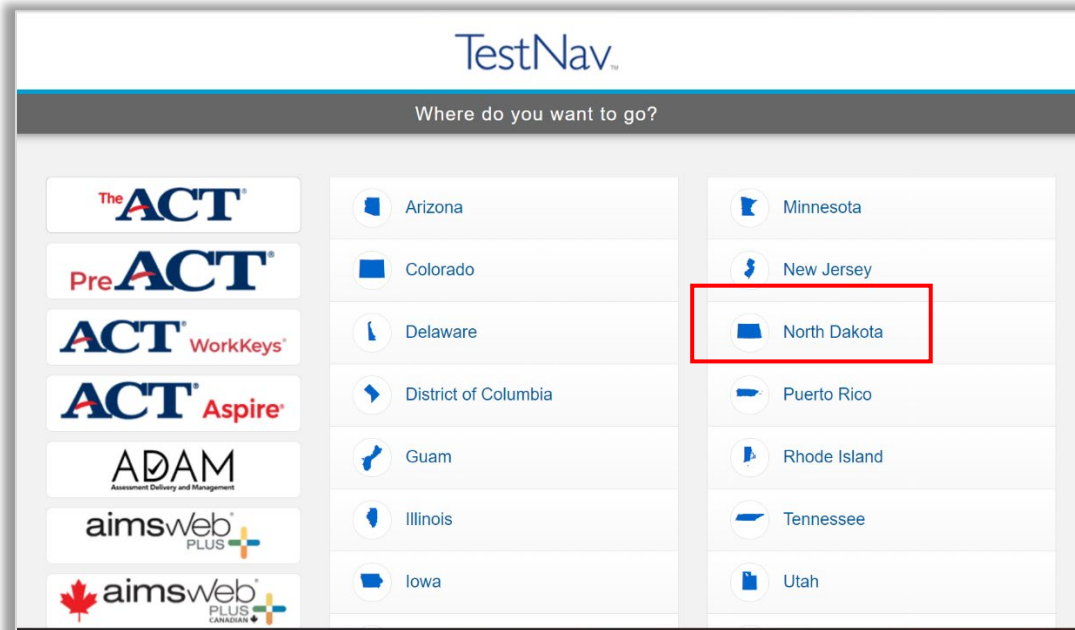 TestNav™
Where do you want to go?
The ACT®
PreACT®
ACT® WorkKeys®
ACT® Aspire®
ADAM
Assessment Delivery and Management
aimsweb®
PLUS
aimsweb®
PLUS
CANADIAN
Arizona
Colorado
Delaware
District of Columbia
Guam
Illinois
Iowa
Minnesota
New Jersey
North Dakota
Puerto Rico
Rhode Island
Tennessee
Utah